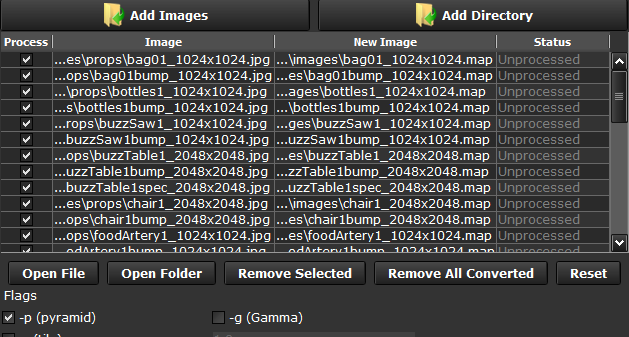 Add Images Add Directory
Process Image New Image Status
...es\props\bag01_1024x1024.jpg ...\images\bag01_1024x1024.map Unprocessed
...ops\bag01bump_1024x1024.jpg ...es\bag01bump_1024x1024.map Unprocessed
...\props\bottles1_1024x1024.jpg ...ages\bottles1_1024x1024.map Unprocessed
...s\bottles1bump_1024x1024.jpg ...\bottles1bump_1024x1024.map Unprocessed
...rops\buzzSaw1_1024x1024.jpg ...ges\buzzSaw1_1024x1024.map Unprocessed
...buzzSaw1bump_1024x1024.jpg ...uzzSaw1bump_1024x1024.map Unprocessed
...ops\buzzTable1_2048x2048.jpg ...es\buzzTable1_2048x2048.map Unprocessed
...uzzTable1bump_2048x2048.jpg ...zzTable1bump_2048x2048.map Unprocessed
...buzzTable1spec_2048x2048.jpg ...uzzTable1spec_2048x2048.map Unprocessed
...es\props\chair1_2048x2048.jpg ...\images\chair1_2048x2048.map Unprocessed
...ops\chair1bump_2048x2048.jpg ...es\chair1bump_2048x2048.map Unprocessed
...ops\foodArtery1_1024x1024.jpg ...es\foodArtery1_1024x1024.map Unprocessed
...odArtery1bump_1024x1024.jpg ...dArtery1bump_1024x1024.map Unprocessed
Open File Open Folder Remove Selected Remove All Converted Reset
Flags
-p (pyramid) -g (Gamma)